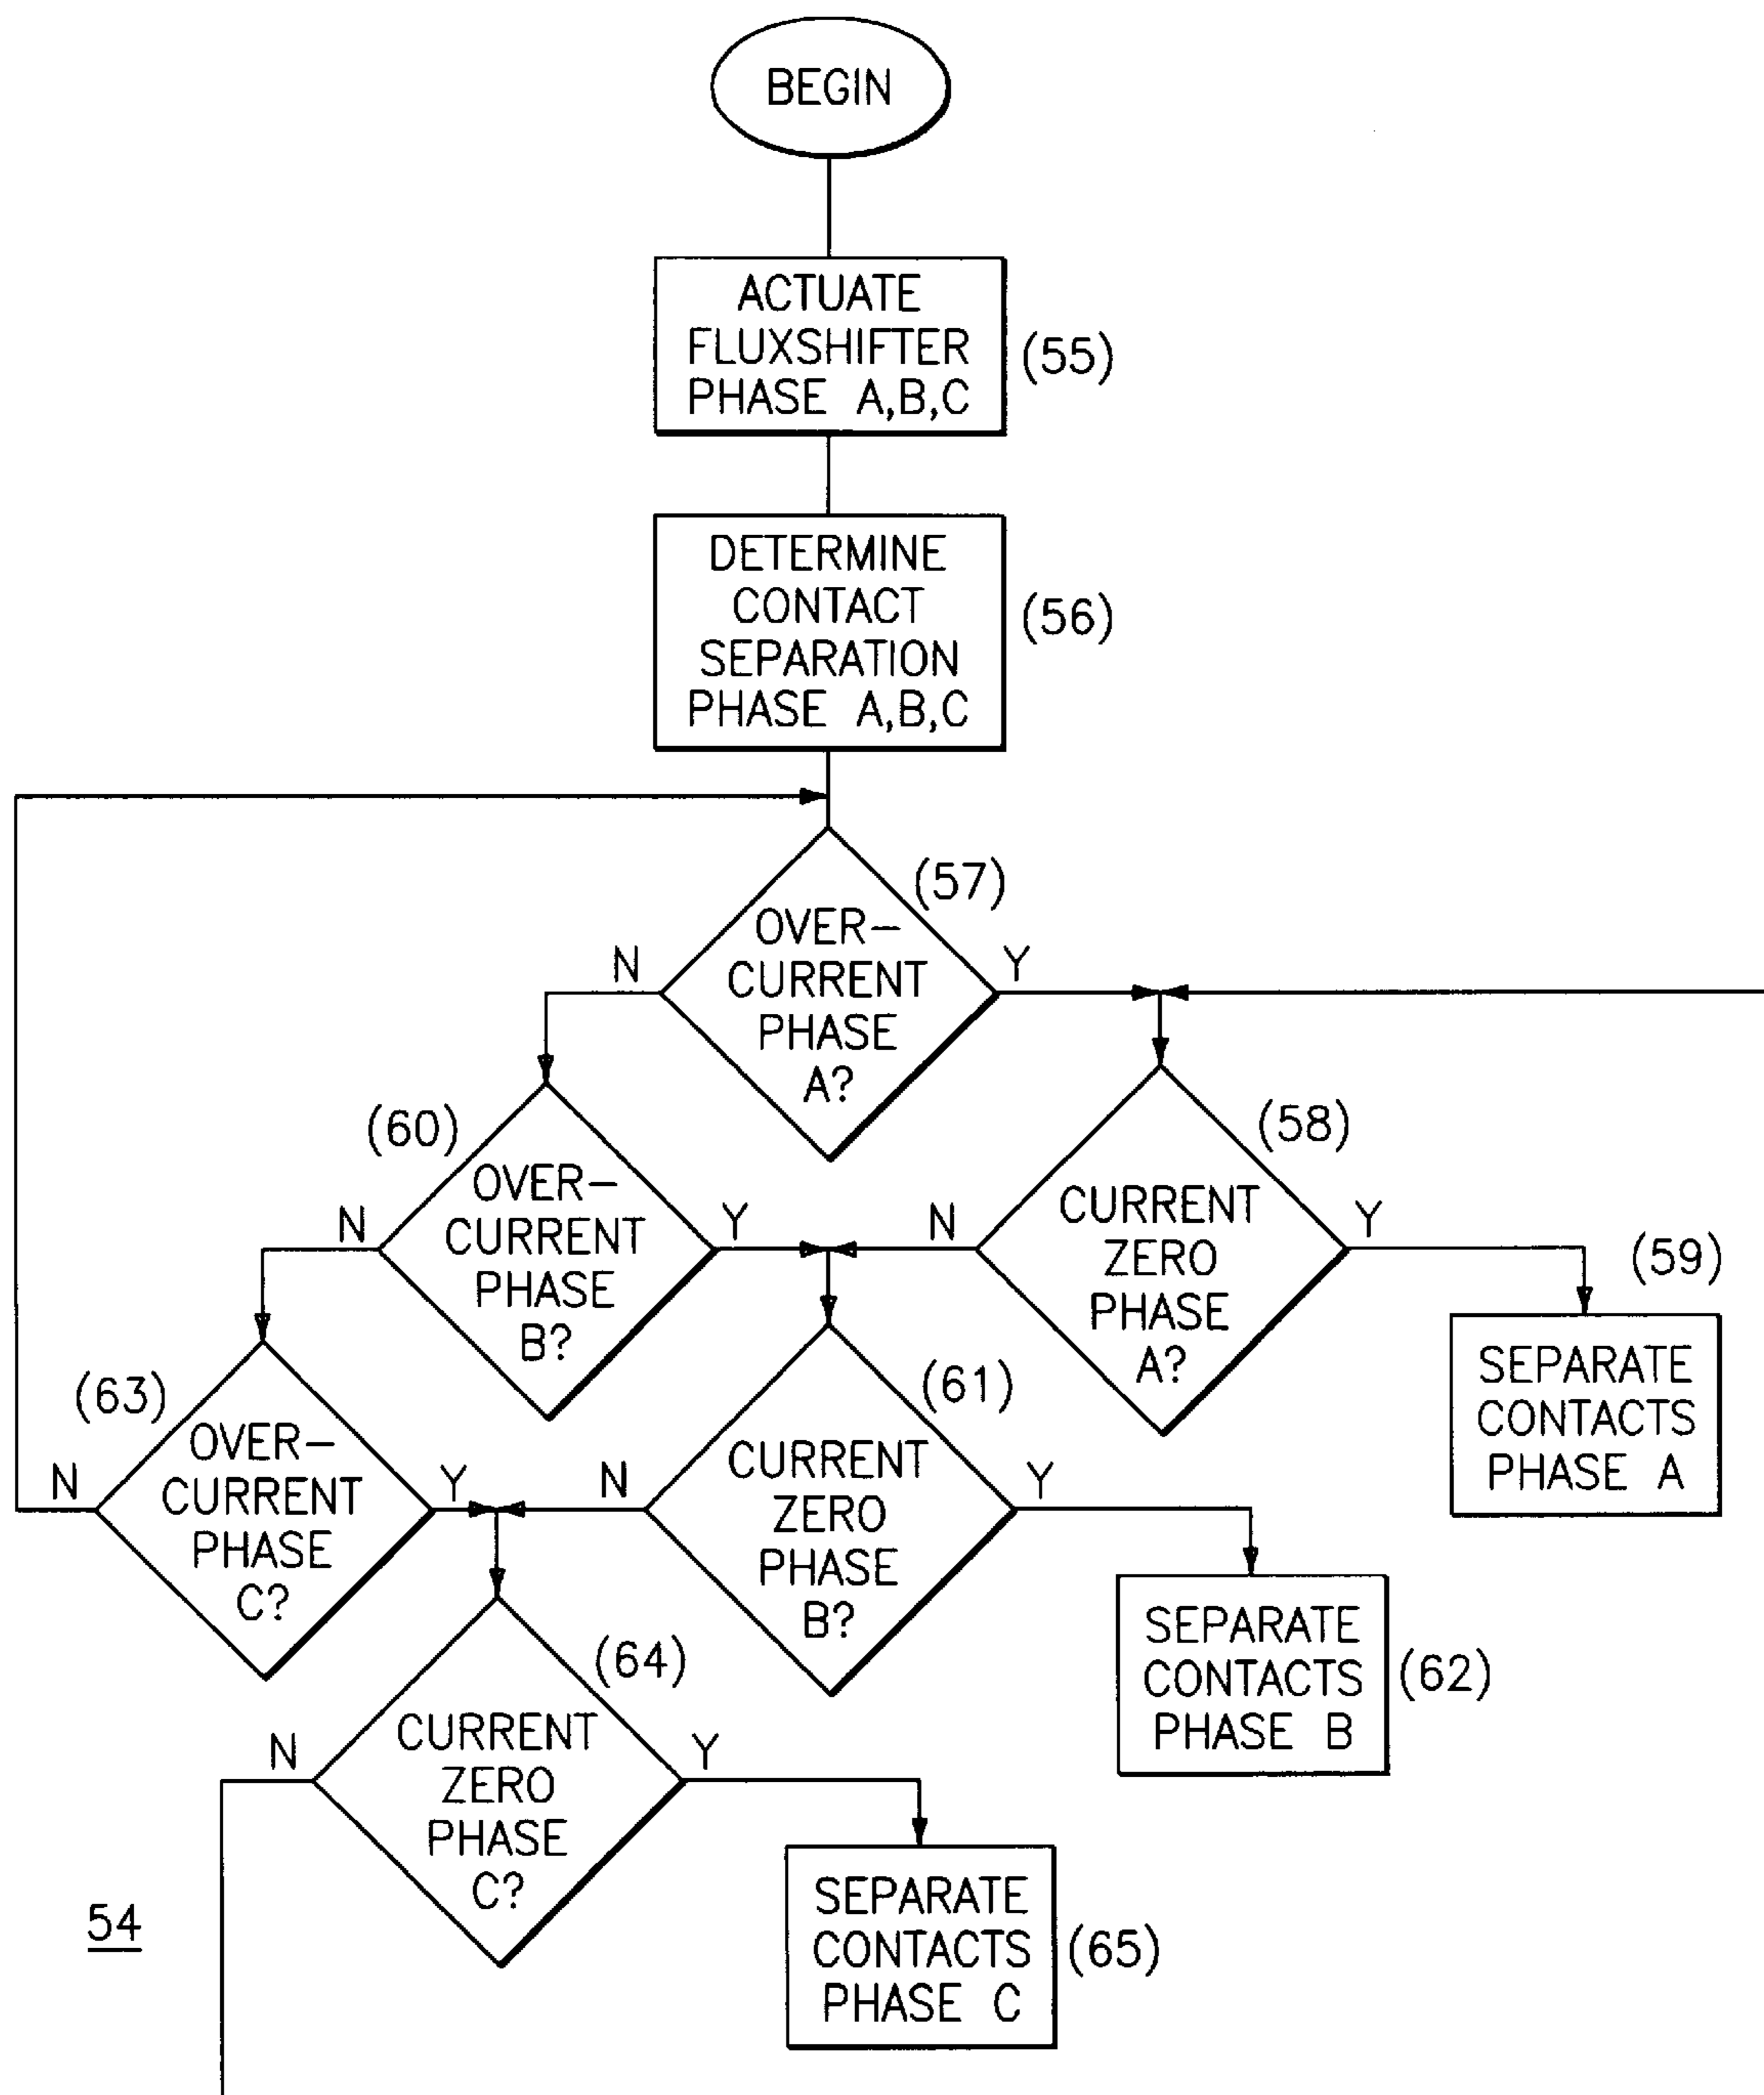 BEGIN
ACTUATE
FLUXSHIFTER
PHASE A,B,C
(55)
DETERMINE
CONTACT
SEPARATION
PHASE A,B,C
(56)
(57)
OVER-
CURRENT
PHASE
A?
N
Y
(60)
OVER-
CURRENT
PHASE
B?
N
Y
(58)
CURRENT
ZERO
PHASE
A?
N
Y
(59)
SEPARATE
CONTACTS
PHASE A
(63)
OVER-
CURRENT
PHASE
C?
N
Y
(61)
CURRENT
ZERO
PHASE
B?
N
Y
SEPARATE
CONTACTS
PHASE B
(62)
(64)
CURRENT
ZERO
PHASE
C?
N
Y
SEPARATE
CONTACTS
PHASE C
(65)
54